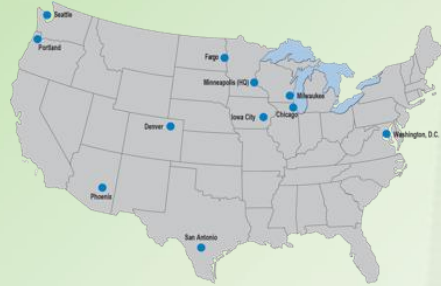 Seattle
Portland
Fargo
Minneapolis (HQ)
Milwaukee
Chicago
Iowa City
Denver
Washington, D.C.
Phoenix
San Antonio